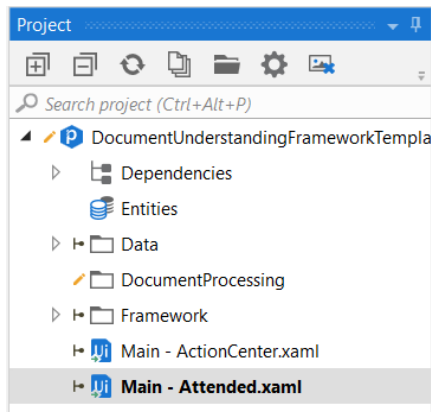 Project
Search project (Ctrl+Alt+P)
DocumentUnderstandingFrameworkTempla
Dependencies
Entities
Data
DocumentProcessing
Framework
Main - ActionCenter.xaml
Main - Attended.xaml